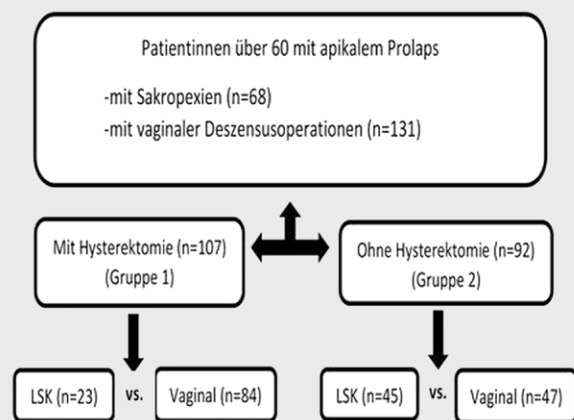 Patientinnen über 60 mit apikalem Prolaps
-mit Sakropexien (n=68)
-mit vaginaler Deszensusoperationen (n=131)
Mit Hysterektomie (n=107)
(Gruppe 1)
Ohne Hysterektomie (n=92)
(Gruppe 2)
LSK (n=23) vs. Vaginal (n=84)
LSK (n=45) vs. Vaginal (n=47)